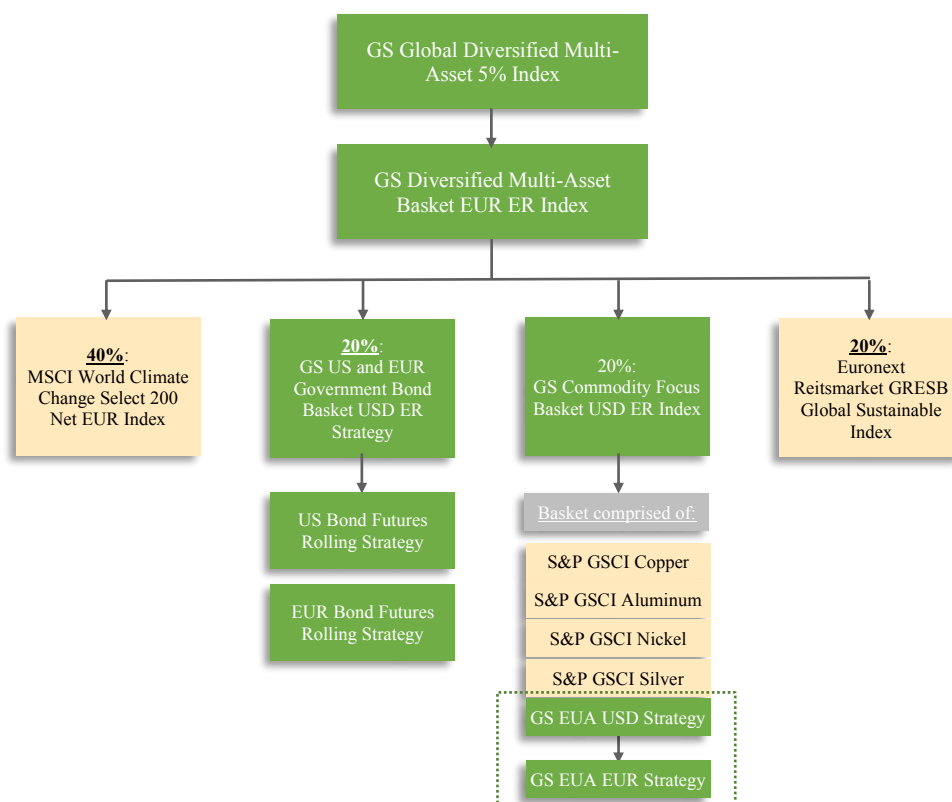 GS Global Diversified Multi-
Asset 5% Index
GS Diversified Multi-Asset
Basket EUR ER Index
40%:
MSCI World Climate
Change Select 200
Net EUR Index
20%:
GS US and EUR
Government Bond
Basket USD ER
Strategy
20%:
GS Commodity Focus
Basket USD ER Index
20%:
Euronext
Reitsmarket GRESB
Global Sustainable
Index
US Bond Futures
Rolling Strategy
EUR Bond Futures
Rolling Strategy
Basket comprised of:
S&P GSCI Copper
S&P GSCI Aluminum
S&P GSCI Nickel
S&P GSCI Silver
GS EUA USD Strategy
GS EUA EUR Strategy